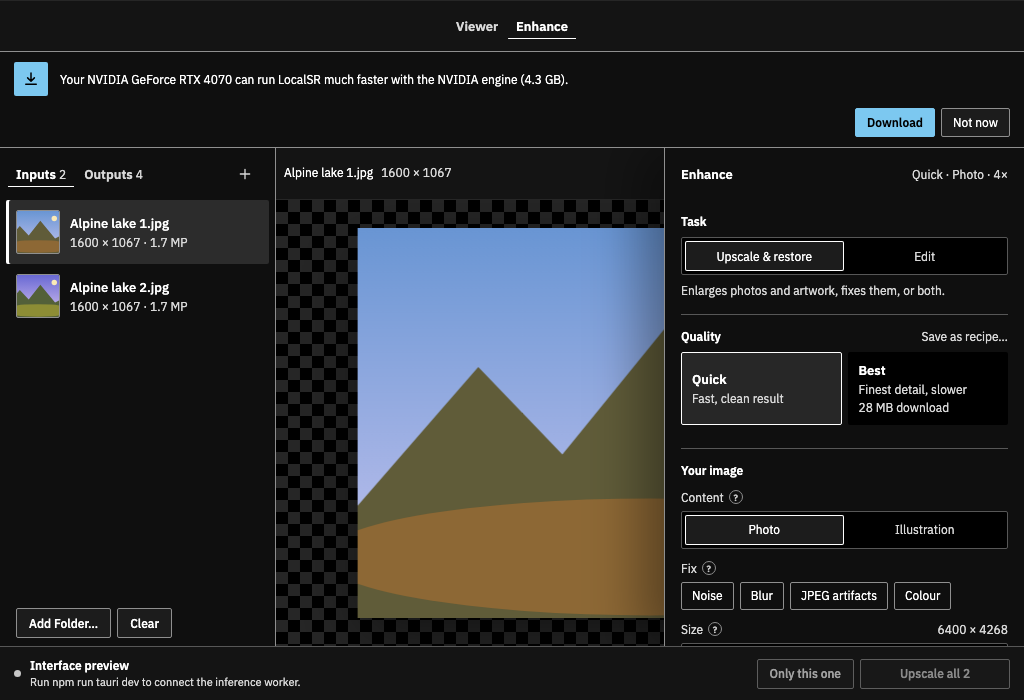 Viewer Enhance
Your NVIDIA GeForce RTX 4070 can run LocalSR much faster with the NVIDIA engine (4.3 GB).
Download Not now
Inputs 2 Outputs 4 +
Alpine lake 1.jpg
1600 × 1067 · 1.7 MP
Alpine lake 2.jpg
1600 × 1067 · 1.7 MP
Add Folder... Clear
Alpine lake 1.jpg 1600 × 1067
Enhance Quick · Photo · 4×
Task
Upscale & restore Edit
Enlarges photos and artwork, fixes them, or both.
Quality Save as recipe...
Quick
Fast, clean result
Best
Finest detail, slower
28 MB download
Your image
Content ?
Photo Illustration
Fix ?
Noise Blur JPEG artifacts Colour
Size ? 6400 × 4268
Interface preview
Run npm run tauri dev to connect the inference worker.
Only this one Upscale all 2